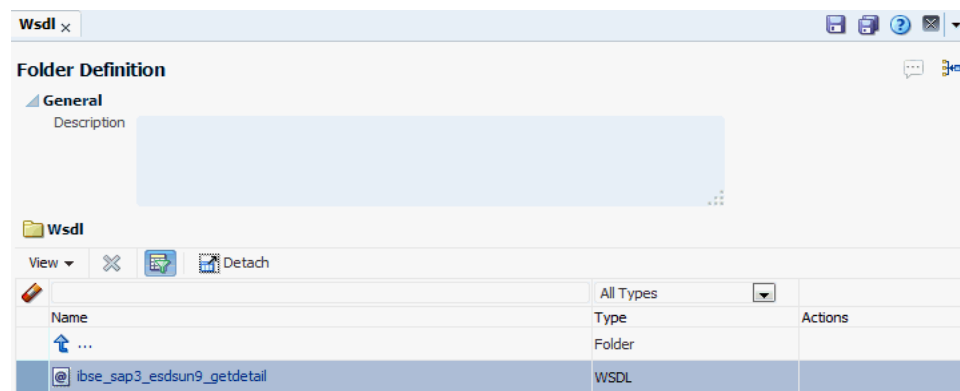 Wsdl
Folder Definition
General
Description
Wsdl
View Detach
All Types
Name Type Actions
... Folder
ibse_sap3_esdsun9_getdetail WSDL